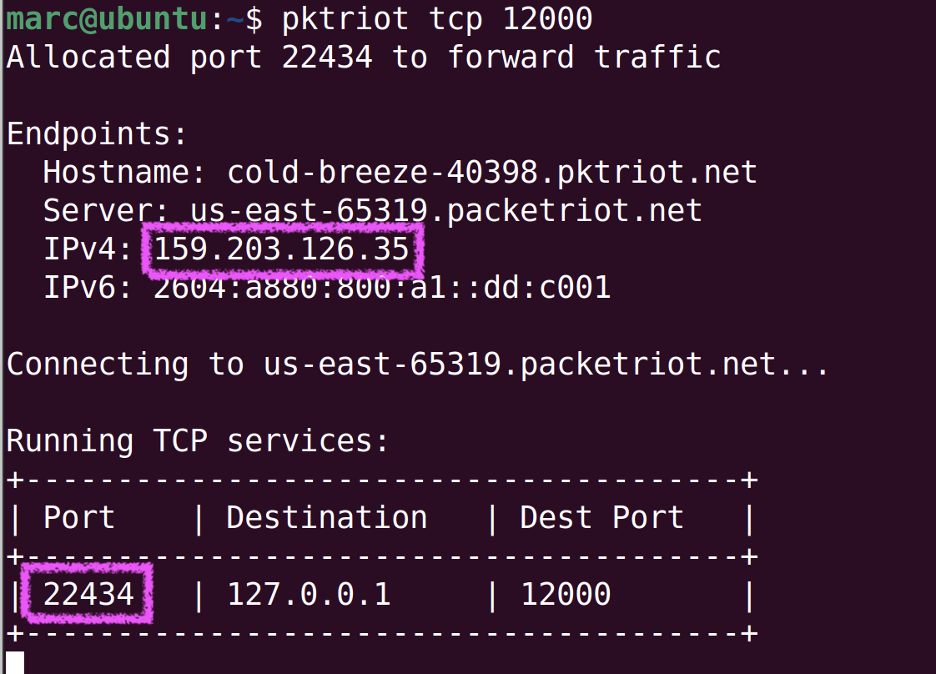 marc@ubuntu:~$ pktriot tcp 12000
Allocated port 22434 to forward traffic

Endpoints:
  Hostname: cold-breeze-40398.pktriot.net
  Server: us-east-65319.packetriot.net
  IPv4: 159.203.126.35
  IPv6: 2604:a880:800:a1::dd:c001

Connecting to us-east-65319.packetriot.net...

Running TCP services:
+---------------------------------------+
| Port    | Destination   | Dest Port   |
+---------------------------------------+
| 22434   | 127.0.0.1     | 12000       |
+---------------------------------------+